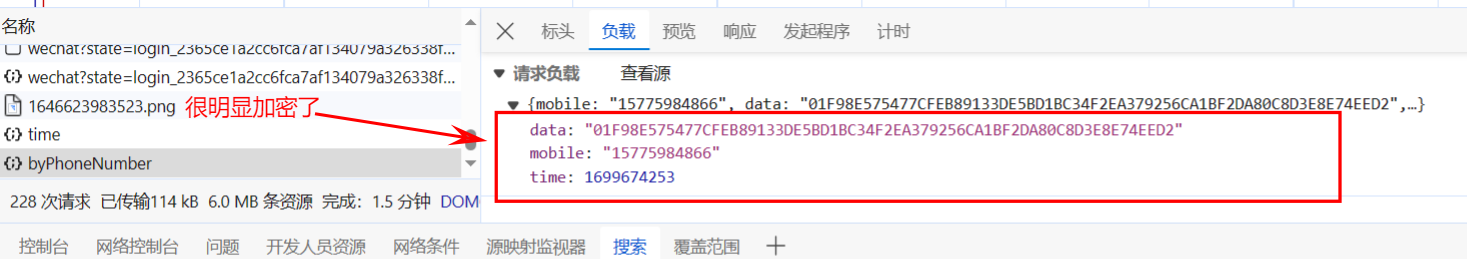 名称
标头 负载 预览 响应 发起程序 计时
wechat?state=login_2365ce1a2cc6fca7af134079a326338f...
wechat?state=login_2365ce1a2cc6fca7af134079a326338f...
请求负载 查看源
1646623983523.png 很明显加密了
{mobile: "15775984866", data: "01F98E575477CFEB89133DE5BD1BC34F2EA379256CA1BF2DA80C8D3E8E74EED2",…}
time
data: "01F98E575477CFEB89133DE5BD1BC34F2EA379256CA1BF2DA80C8D3E8E74EED2"
byPhoneNumber
mobile: "15775984866"
time: 1699674253
228 次请求 已传输114 kB 6.0 MB 条资源 完成：1.5 分钟 DOM
控制台 网络控制台 问题 开发人员资源 网络条件 源映射监视器 搜索 覆盖范围